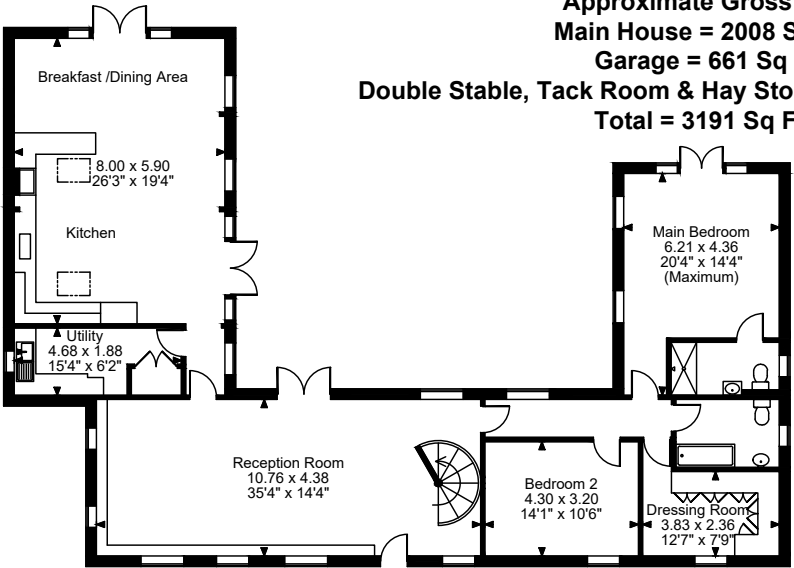 Approximate Gross
Main House = 2008 S
Garage = 661 Sq
Double Stable, Tack Room & Hay Sto
Total = 3191 Sq F
Breakfast /Dining Area
8.00 x 5.90
26'3" x 19'4"
Kitchen
Utility
4.68 x 1.88
15'4" x 6'2"
Main Bedroom
6.21 x 4.36
20'4" x 14'4"
(Maximum)
Reception Room
10.76 x 4.38
35'4" x 14'4"
Bedroom 2
4.30 x 3.20
14'1" x 10'6"
Dressing Room
3.83 x 2.36
12'7" x 7'9"